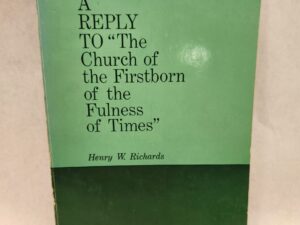 A
REPLY
TO "The
Church of
the Firstborn
of the
Fulness
of Times"
Henry W. Richards